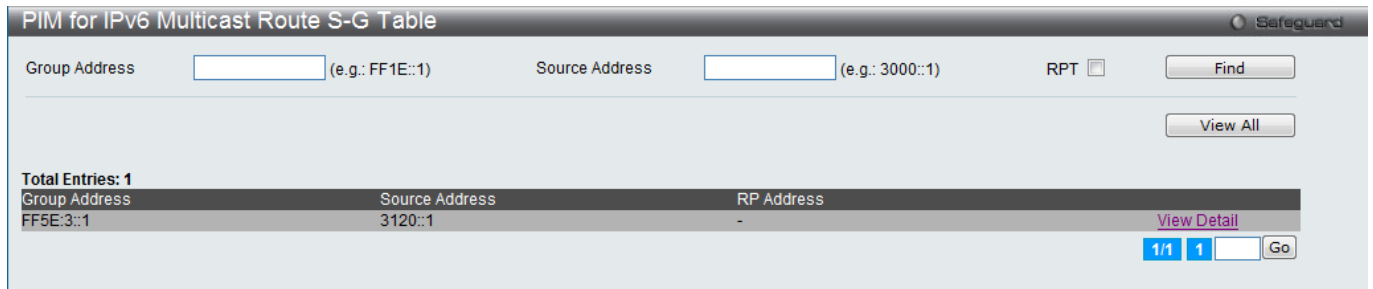 PIM for IPv6 Multicast Route S-G Table
Safeguard
Group Address (e.g.: FF1E::1) Source Address (e.g.: 3000::1) RPT Find
View All
Total Entries: 1
Group Address Source Address RP Address
FF5E:3::1 3120::1 - View Detail
1/1 1 Go